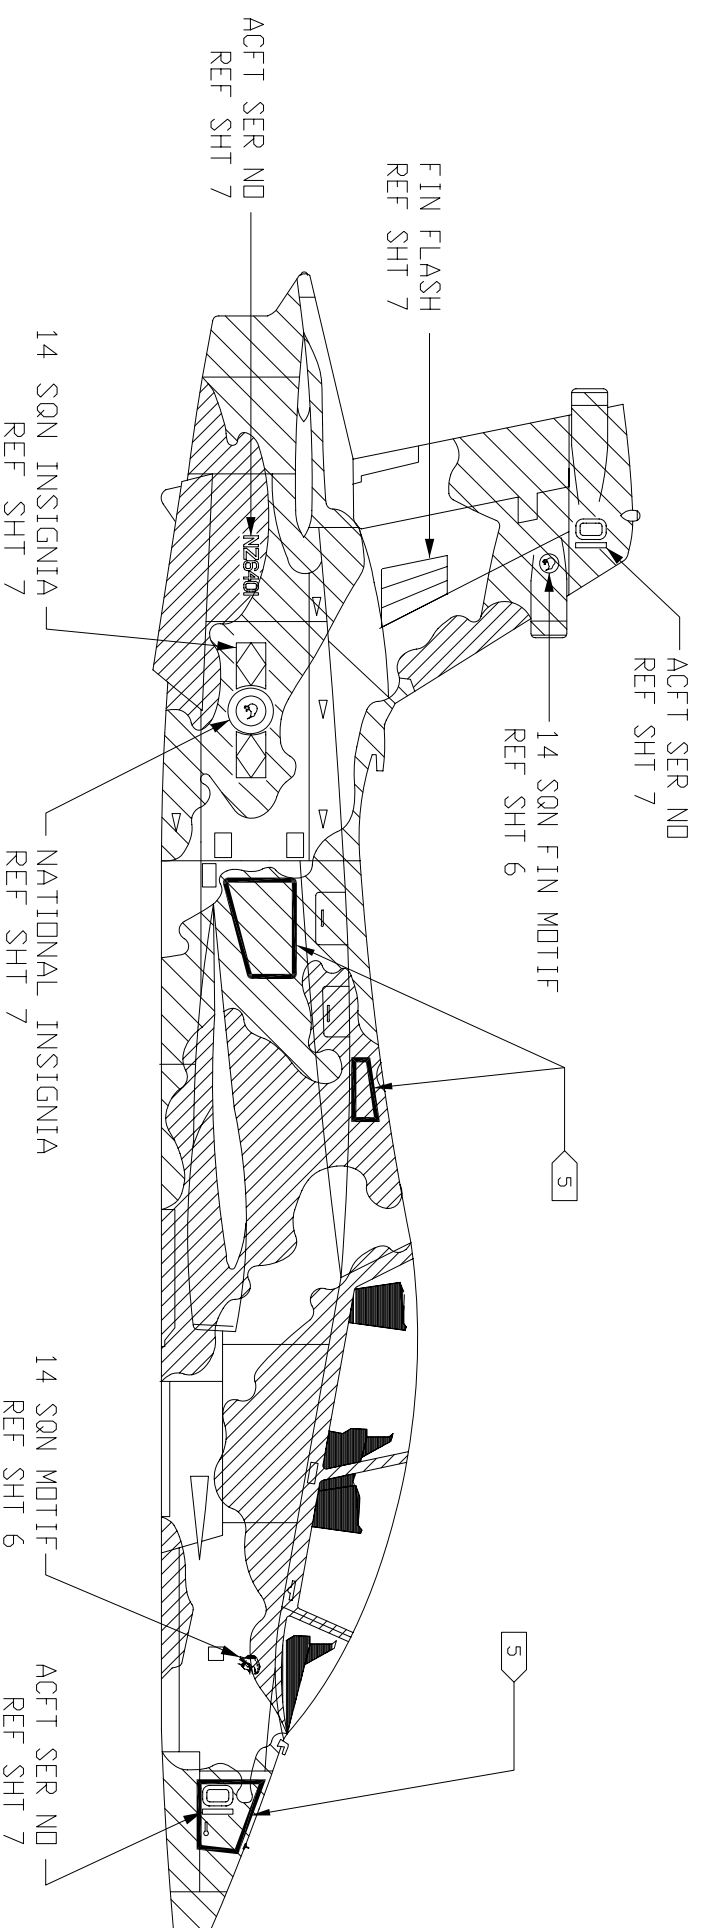 ACFT SER NO
REF SHT 7
FIN FLASH
REF SHT 7
ACFT SER NO
REF SHT 7
14 SQN FIN MOTIF
REF SHT 6
01
NZ6401
5
5
01
14 SQN INSIGNIA
REF SHT 7
NATIONAL INSIGNIA
REF SHT 7
14 SQN MOTIF
REF SHT 6
ACFT SER NO
REF SHT 7